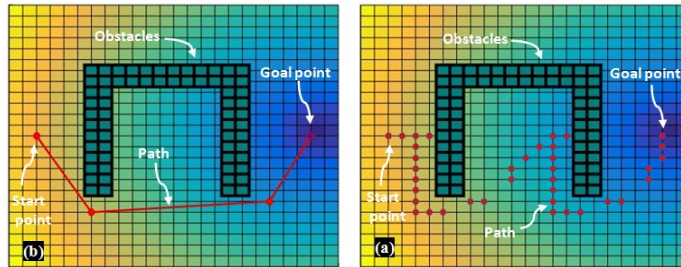 Obstacles
Goal point
Path
Start
point
(b)
Obstacles
Goal point
Start
point
Path
(a)